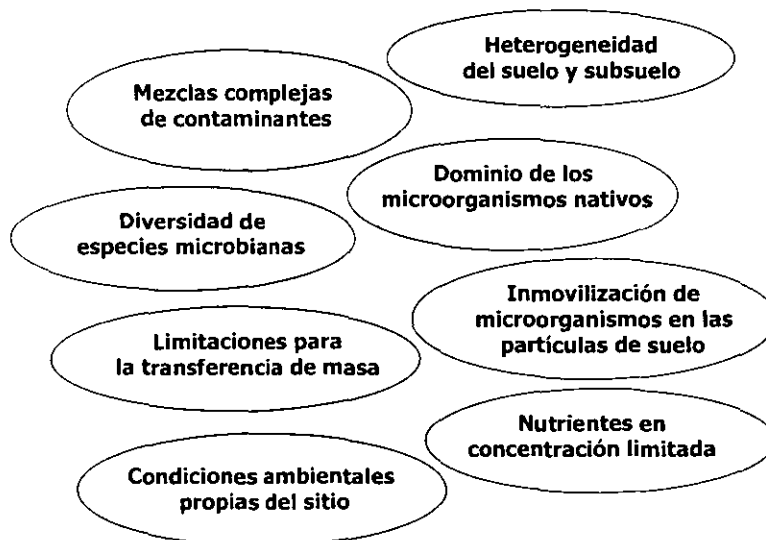 Heterogeneidad
del suelo y subsuelo
Mezclas complejas
de contaminantes
Dominio de los
microorganismos nativos
Diversidad de
especies microbianas
Inmovilización de
microorganismos en las
partículas de suelo
Limitaciones para
la transferencia de masa
Nutrientes en
concentración limitada
Condiciones ambientales
propias del sitio